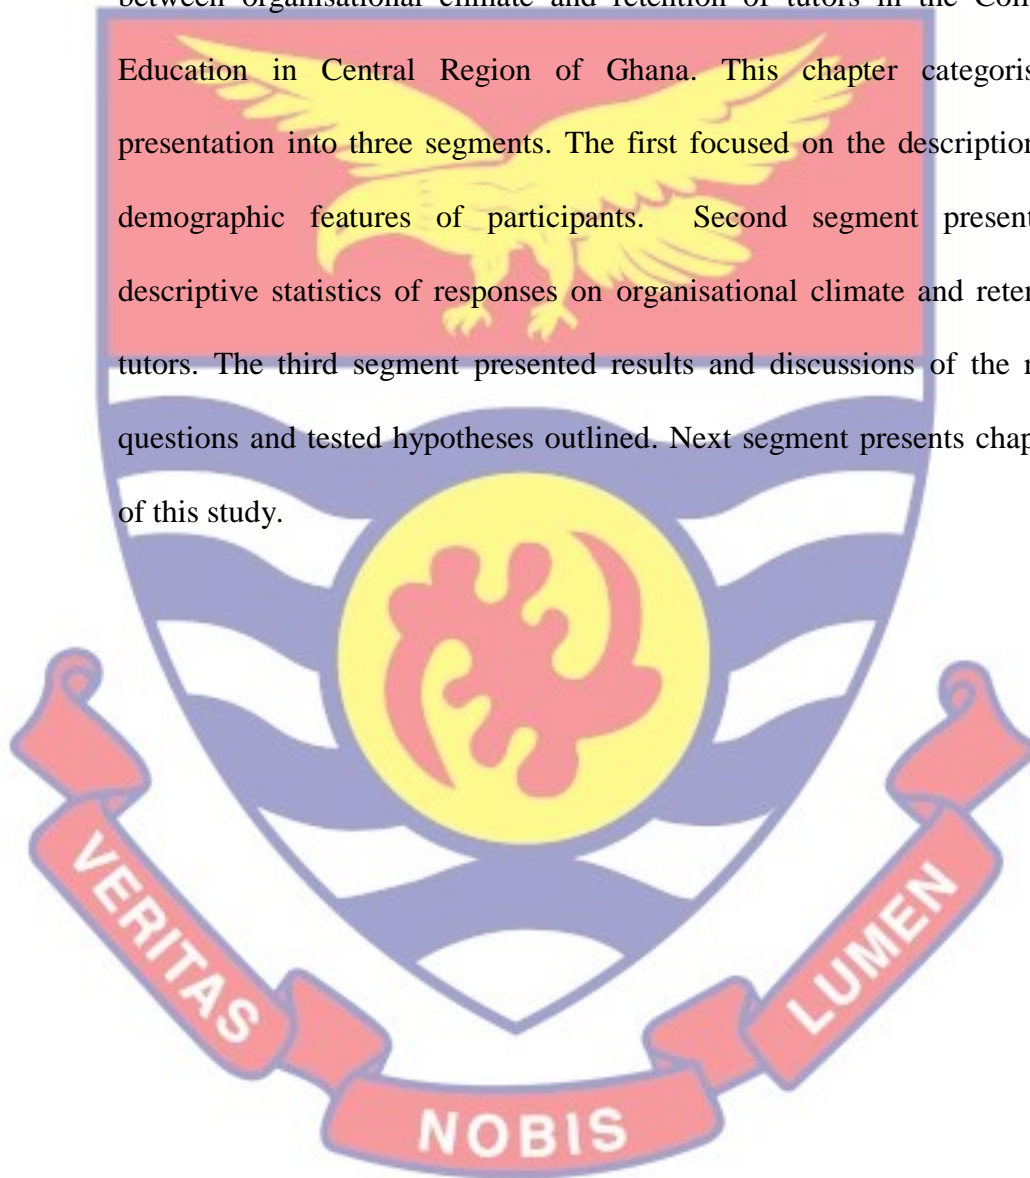 between organisational climate and retention of tutors in the
Education in Central Region of Ghana. This chapter categoris
presentation into three segments. The first focused on the description
demographic features of participants. Second segment present
descriptive statistics of responses on organisational climate and reten
tutors. The third segment presented results and discussions of the
questions and tested hypotheses outlined. Next segment presents chap
of this study.
VERITAS
NOBIS
LUMEN